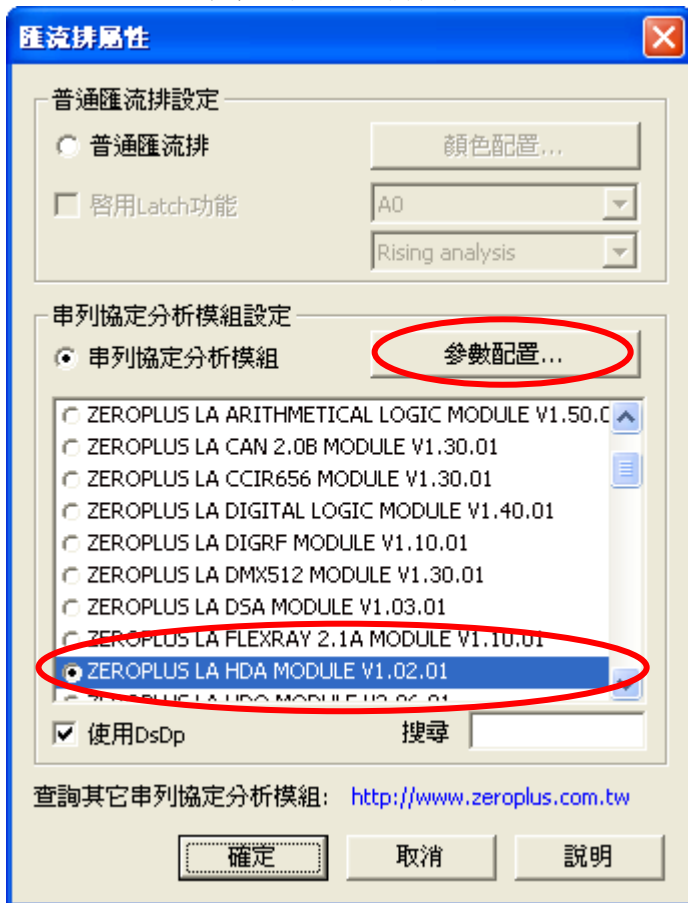 匯流排屬性
普通匯流排設定
普通匯流排
顏色配置...
啓用Latch功能
A0
Rising analysis
串列協定分析模組設定
串列協定分析模組
參數配置...
ZEROPLUS LA ARITHMETICAL LOGIC MODULE V1.50.0
ZEROPLUS LA CAN 2.0B MODULE V1.30.01
ZEROPLUS LA CCIR656 MODULE V1.30.01
ZEROPLUS LA DIGITAL LOGIC MODULE V1.40.01
ZEROPLUS LA DIGRF MODULE V1.10.01
ZEROPLUS LA DMX512 MODULE V1.30.01
ZEROPLUS LA DSA MODULE V1.03.01
ZEROPLUS LA FLEXRAY 2.1A MODULE V1.10.01
ZEROPLUS LA HDA MODULE V1.02.01
使用DsDp
搜尋
查詢其它串列協定分析模組: http://www.zeroplus.com.tw
確定
取消
說明